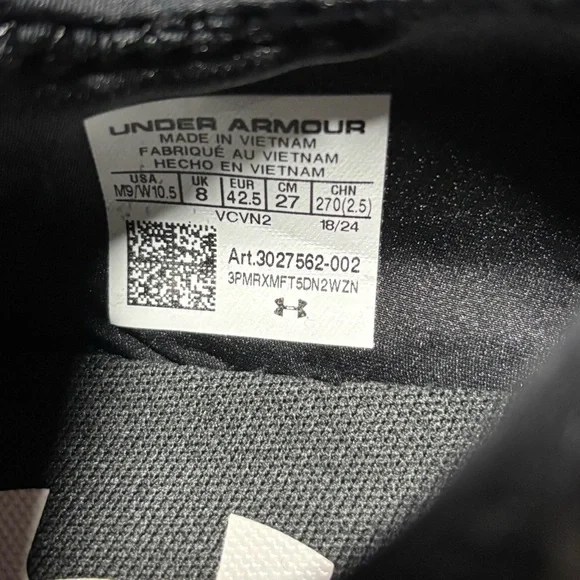 UNDER ARMOUR
MADE IN VIETNAM
FABRIQUÉ AU VIETNAM
HECHO EN VIETNAM
USA UK EUR CM CHN
M9/W10.5 8 42.5 27 270(2.5)
VCVN2 18/24
Art.3027562-002
3PMRXMFT5DN2WZN